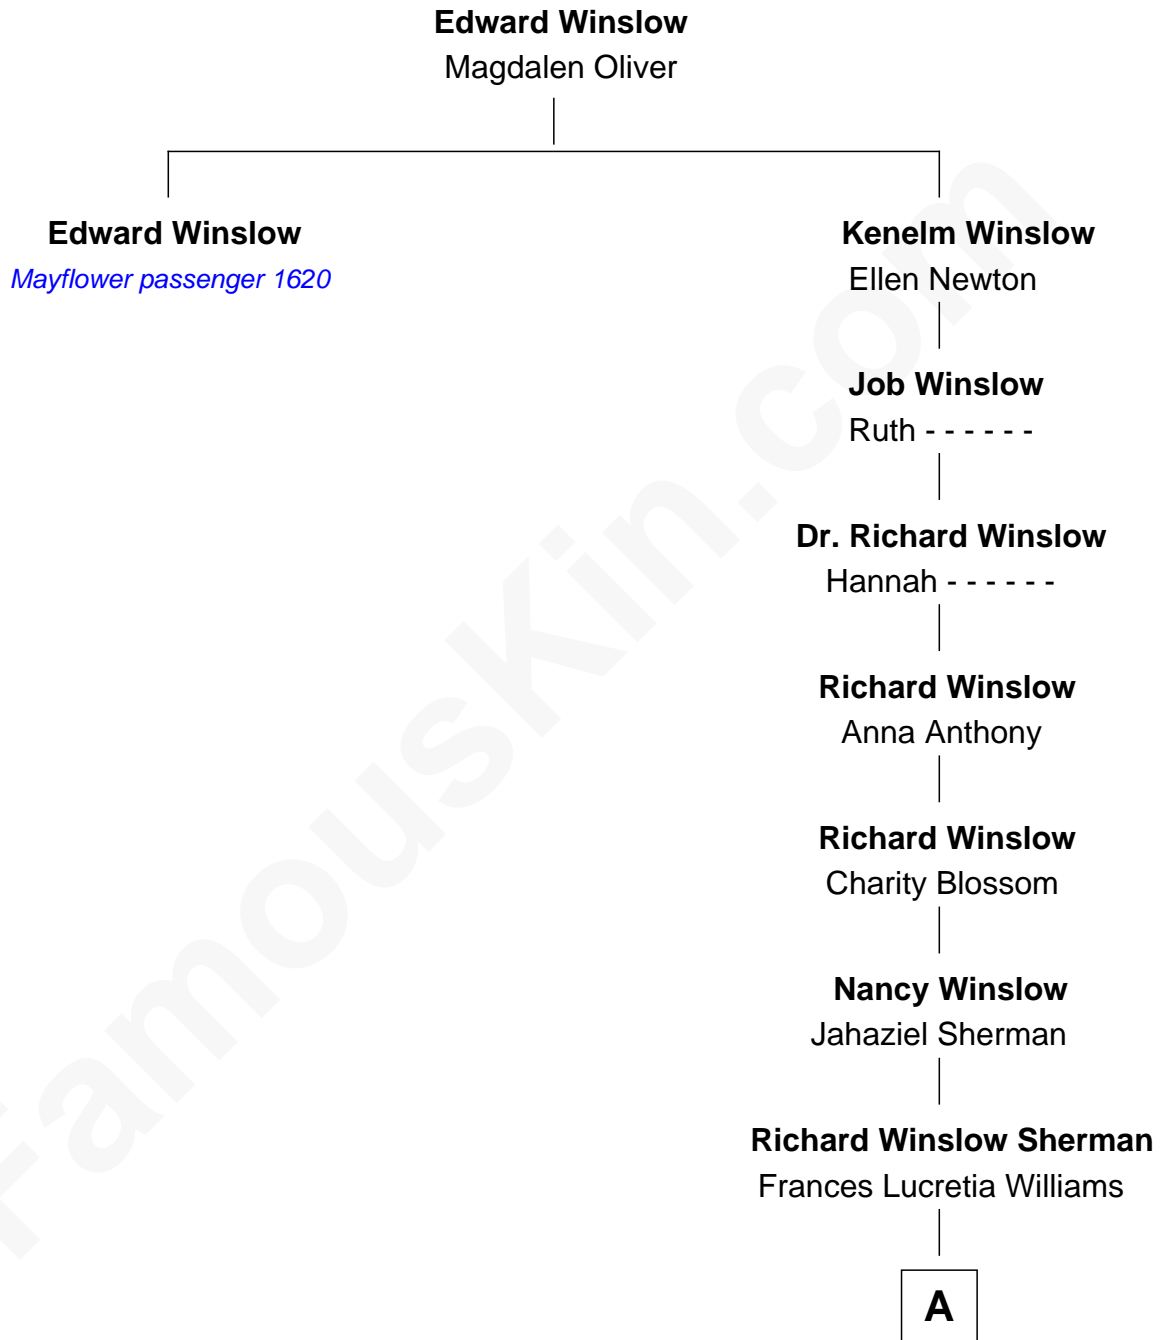 Edward Winslow
Magdalen Oliver
Edward Winslow
Mayflower passenger 1620
Kenelm Winslow
Ellen Newton
Job Winslow
Ruth - - - - - -
Dr. Richard Winslow
Hannah - - - - - -
Richard Winslow
Anna Anthony
Richard Winslow
Charity Blossom
Nancy Winslow
Jahaziel Sherman
Richard Winslow Sherman
Frances Lucretia Williams
A
FamousKin.com